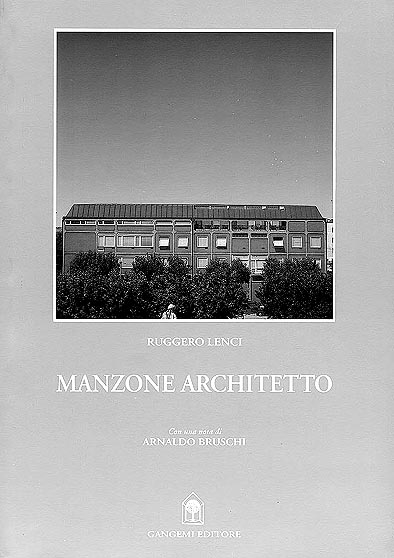 RUGGERO LENCI
MANZONE ARCHITETTO
Con una nota di
ARNALDO BRUSCHI
GANGEMI EDITORE